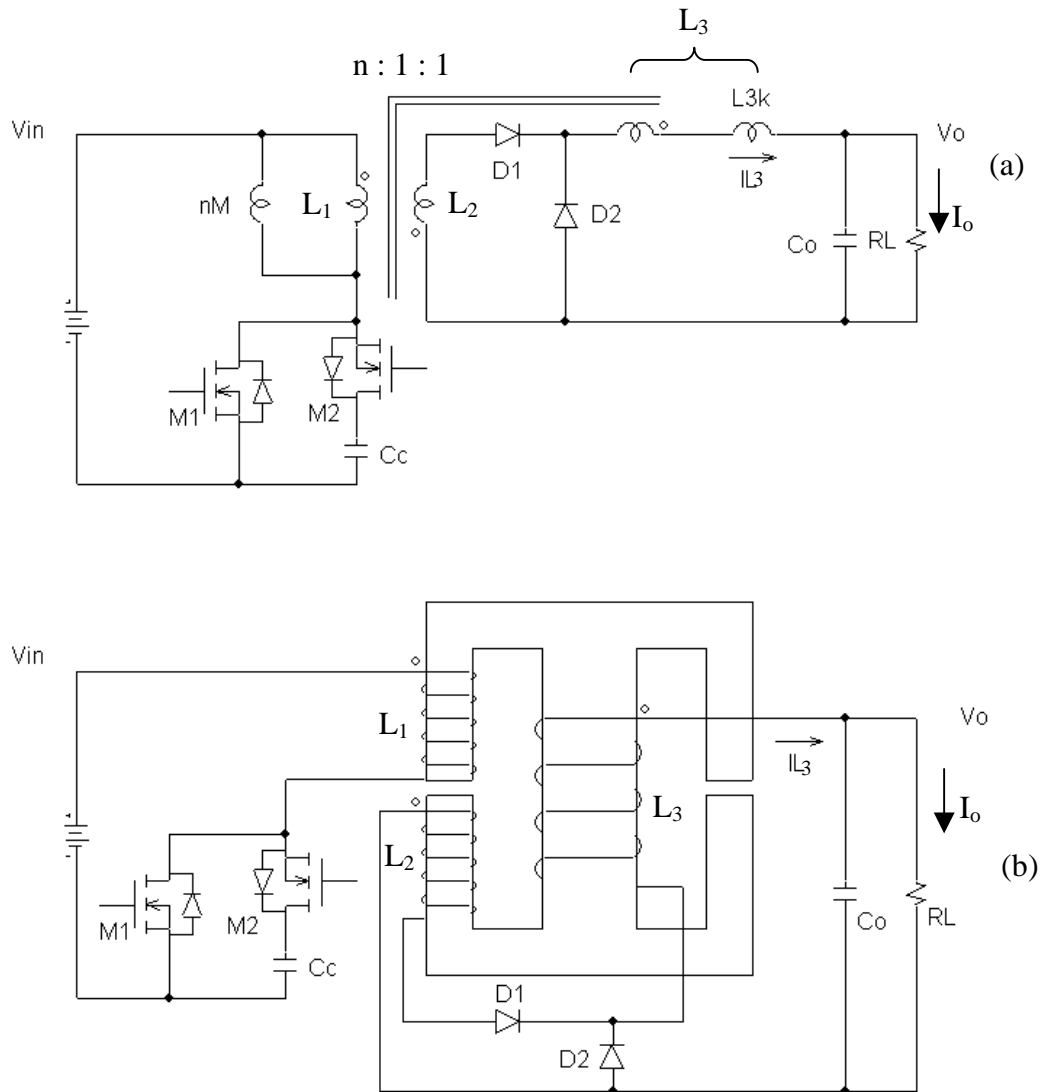 L3
n : 1 : 1
L3k
Vin
Vo
(a)
D1
IL3
nM
L1
L2
D2
Io
Co
RL
M1
M2
Cc
Vin
Vo
L1
IL3
Io
L3
L2
(b)
M1
M2
Co
RL
Cc
D1
D2